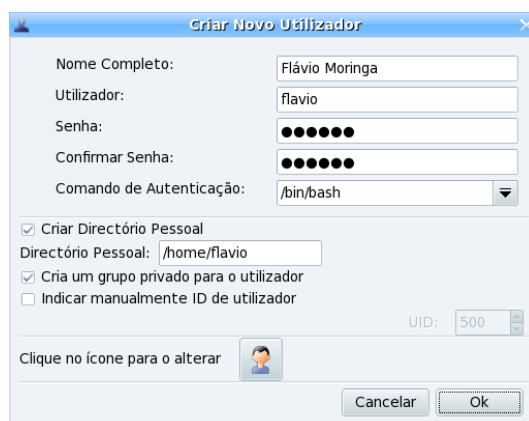 Criar Novo Utilizador
Nome Completo: Flávio Moringa
Utilizador: flavio
Senha: ●●●●●●
Confirmar Senha: ●●●●●●
Comando de Autenticação: /bin/bash
Criar Directório Pessoal
Directório Pessoal: /home/flavio
Cria um grupo privado para o utilizador
Indicar manualmente ID de utilizador
UID: 500
Clique no ícone para o alterar
Cancelar Ok